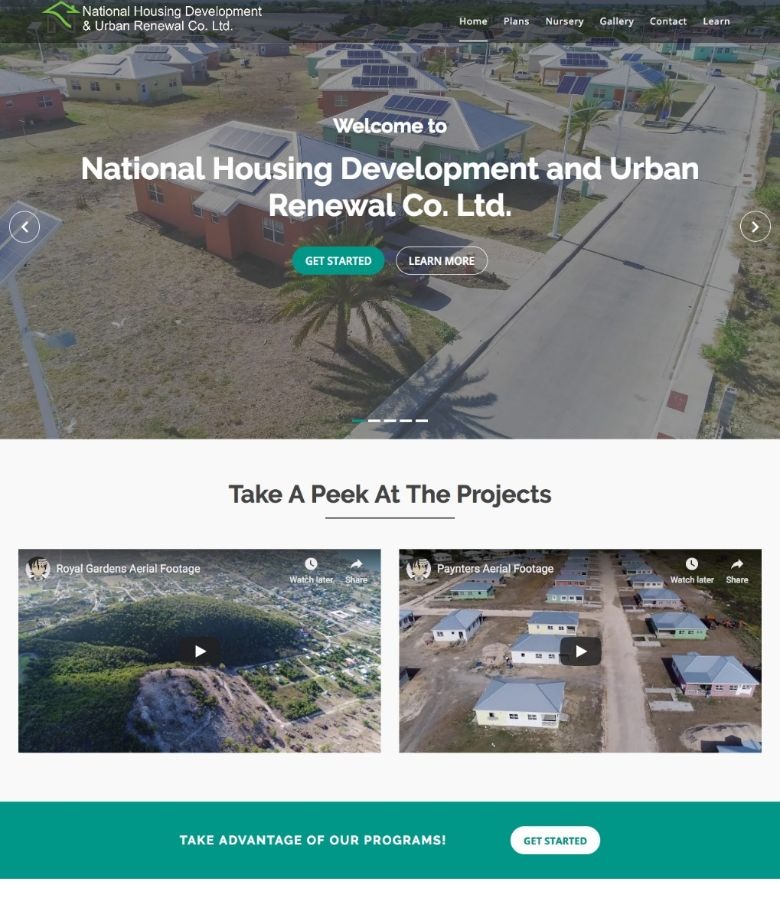 National Housing Development
& Urban Renewal Co. Ltd.
Home Plans Nursery Gallery Contact Learn
Welcome to
National Housing Development and Urban
Renewal Co. Ltd.
GET STARTED LEARN MORE
Take A Peek At The Projects
Royal Gardens Aerial Footage
Watch later Share
Paynters Aerial Footage
Watch later Share
TAKE ADVANTAGE OF OUR PROGRAMS!
GET STARTED